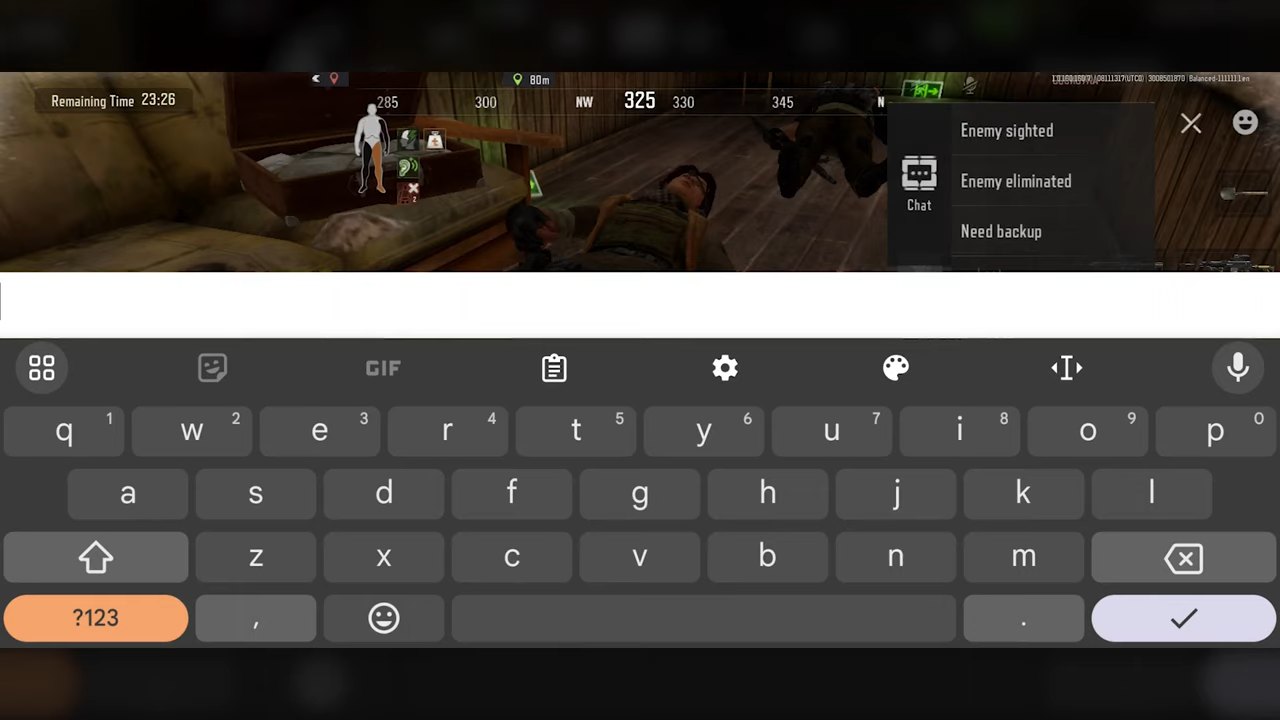 Remaining Time 23:26
80m
285
300
NW
325
330
345
N
Enemy sighted
Enemy eliminated
Need backup
Chat
2
GIF
q 1 w 2 e 3 r 4 t 5 y 6 u 7 i 8 o 9 p 0
a s d f g h j k l
z x c v b n m
?123 , .